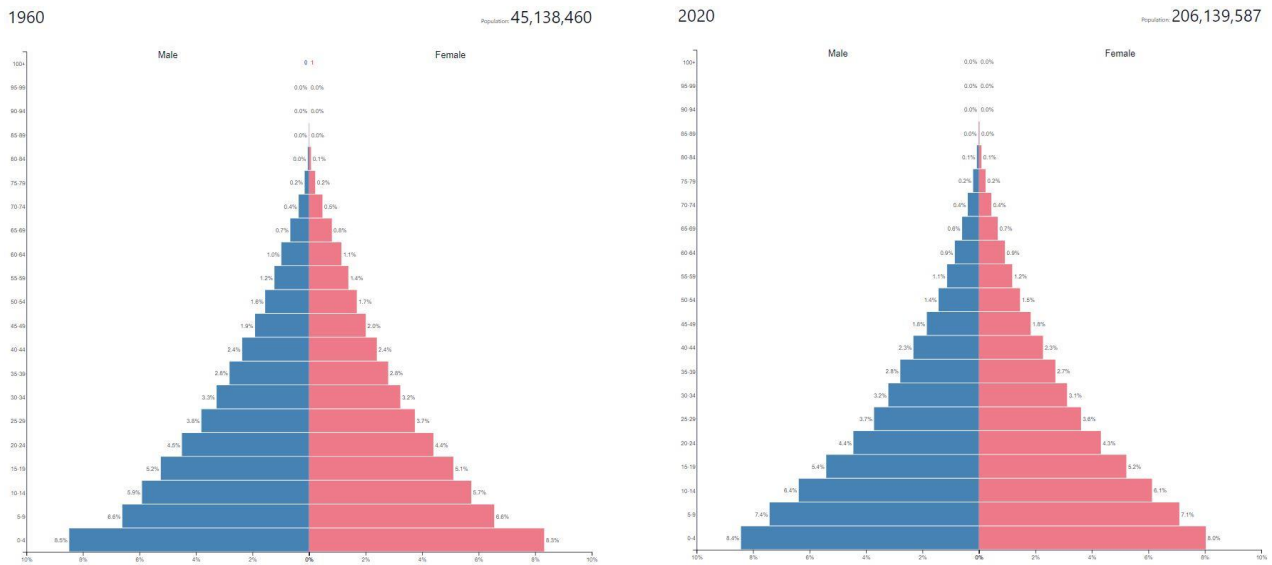 1960
Population: 45,138,460
Male Female
100+ 0 1
95-99 0.0% 0.0%
90-94 0.0% 0.0%
85-89 0.0% 0.0%
80-84 0.0% 0.1%
75-79 0.2% 0.2%
70-74 0.4% 0.5%
65-69 0.7% 0.8%
60-64 1.0% 1.1%
55-59 1.2% 1.4%
50-54 1.6% 1.7%
45-49 1.9% 2.0%
40-44 2.4% 2.4%
35-39 2.8% 2.8%
30-34 3.3% 3.2%
25-29 3.8% 3.7%
20-24 4.5% 4.4%
15-19 5.2% 5.1%
10-14 5.9% 5.7%
5-9 6.6% 6.6%
0-4 8.5% 8.3%
10% 8% 6% 4% 2% 0% 2% 4% 6% 8% 10%
2020
Population: 206,139,587
Male Female
100+ 0.0% 0.0%
95-99 0.0% 0.0%
90-94 0.0% 0.0%
85-89 0.0% 0.0%
80-84 0.1% 0.1%
75-79 0.2% 0.2%
70-74 0.4% 0.4%
65-69 0.6% 0.7%
60-64 0.9% 0.9%
55-59 1.1% 1.2%
50-54 1.4% 1.5%
45-49 1.8% 1.8%
40-44 2.3% 2.3%
35-39 2.8% 2.7%
30-34 3.2% 3.1%
25-29 3.7% 3.6%
20-24 4.4% 4.3%
15-19 5.4% 5.2%
10-14 6.4% 6.1%
5-9 7.4% 7.1%
0-4 8.4% 8.0%
10% 8% 6% 4% 2% 0% 2% 4% 6% 8% 10%